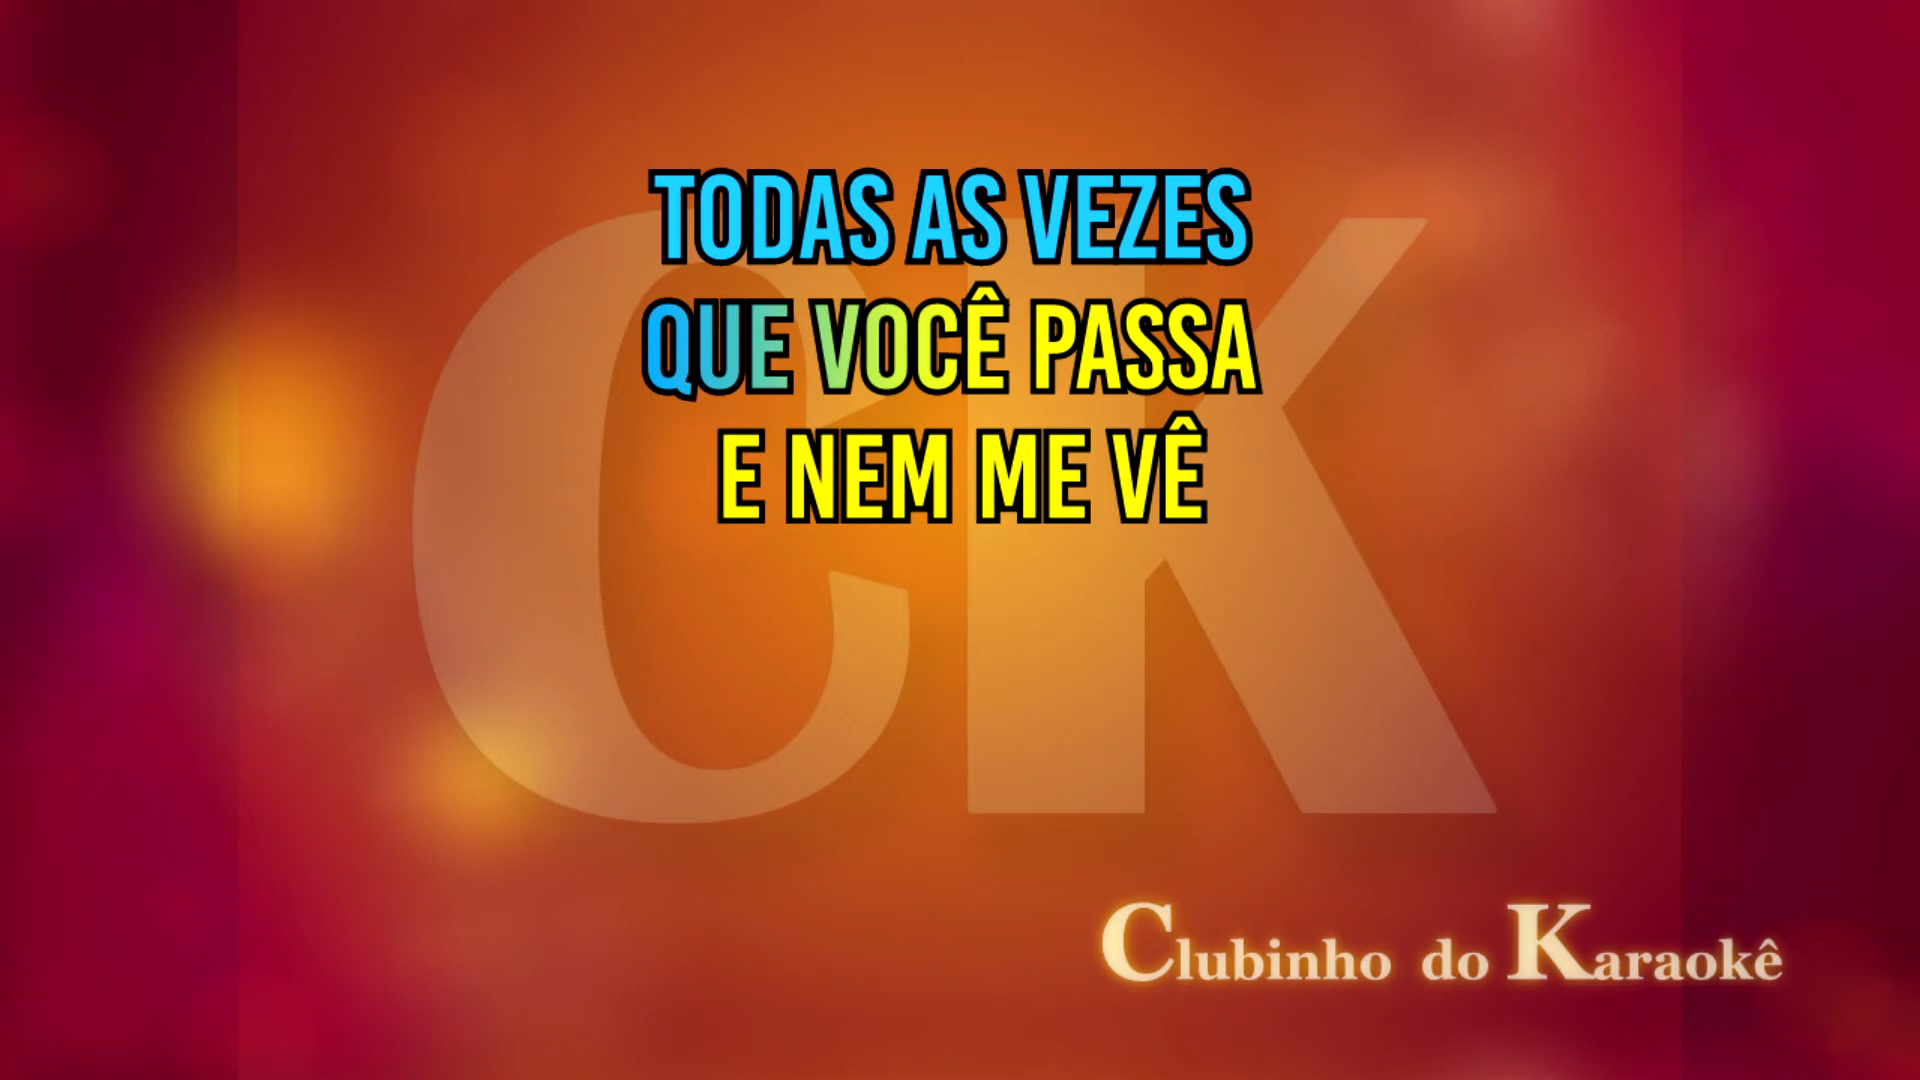 TODAS AS VEZES
QUE VOCÊ PASSA
E NEM ME VÊ
CK
Clubinho do Karaokê